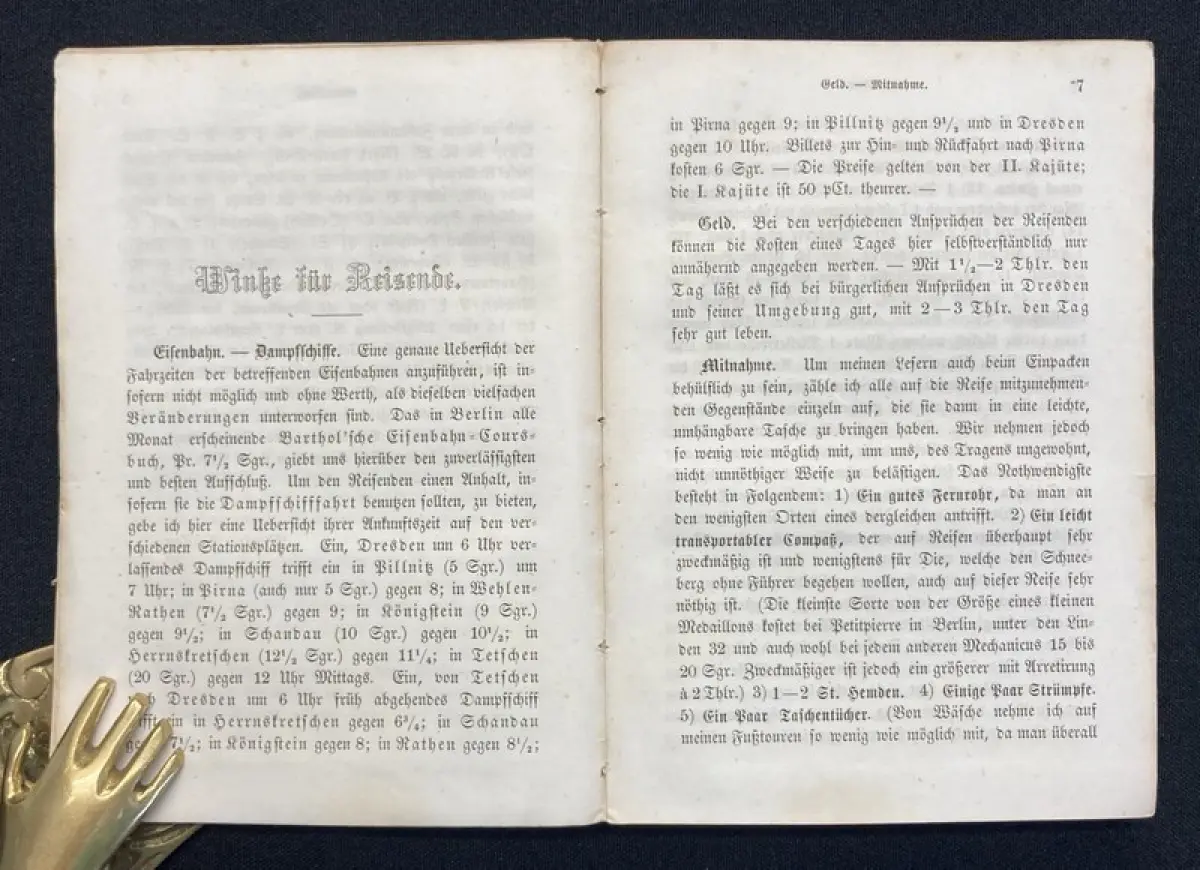 Winke für Reisende.
Eisenbahn. — Dampfschiffe. Eine genaue Uebersicht der
Fahrzeiten der betreffenden Eisenbahnen anzuführen, ist in-
sofern nicht möglich und ohne Werth, als dieselben vielfachen
Veränderungen unterworfen sind. Das in Berlin alle
Monat erscheinende Barthol'sche Eisenbahn-Cours-
buch, Pr. 7½ Sgr., giebt uns hierüber den zuverlässigsten
und besten Aufschluß. Um den Reisenden einen Anhalt, in-
sofern sie die Dampfschifffahrt benutzen sollten, zu bieten,
gebe ich hier eine Uebersicht ihrer Ankunftszeit auf den ver-
schiedenen Stationsplätzen. Ein, Dresden um 6 Uhr ver-
lassendes Dampfschiff trifft ein in Pillnitz (5 Sgr.) um
7 Uhr; in Pirna (auch nur 5 Sgr.) gegen 8; in Wehlen-
Rathen (7½ Sgr.) gegen 9; in Königstein (9 Sgr.)
gegen 9½; in Schandau (10 Sgr.) gegen 10½; in
Herrnskretschen (12½ Sgr.) gegen 11¼; in Tetschen
(20 Sgr.) gegen 12 Uhr Mittags. Ein, von Tetschen
Dresden um 6 Uhr früh abgehendes Dampfschiff
ein in Herrnskretschen gegen 6¾; in Schandau
7½; in Königstein gegen 8; in Rathen gegen 8½;
Geld. — Mitnahme. 7
in Pirna gegen 9; in Pillnitz gegen 9½ und in Dresden
gegen 10 Uhr. Billets zur Hin- und Rückfahrt nach Pirna
kosten 6 Sgr. — Die Preise gelten von der II. Kajüte;
die I. Kajüte ist 50 pCt. theurer. —
Geld. Bei den verschiedenen Ansprüchen der Reisenden
können die Kosten eines Tages hier selbstverständlich nur
annähernd angegeben werden. — Mit 1½—2 Thlr. den
Tag läßt es sich bei bürgerlichen Ansprüchen in Dresden
und seiner Umgebung gut, mit 2—3 Thlr. den Tag
sehr gut leben.
Mitnahme. Um meinen Lesern auch beim Einpacken
behülflich zu sein, zähle ich alle auf die Reise mitzunehmen-
den Gegenstände einzeln auf, die sie dann in eine leichte,
umhängbare Tasche zu bringen haben. Wir nehmen jedoch
so wenig wie möglich mit, um uns, des Tragens ungewohnt,
nicht unnöthiger Weise zu belästigen. Das Nothwendigste
besteht in Folgendem: 1) Ein gutes Fernrohr, da man an
den wenigsten Orten eines dergleichen antrifft. 2) Ein leicht
transportabler Compaß, der auf Reisen überhaupt sehr
zweckmäßig ist und wenigstens für Die, welche den Schnee-
berg ohne Führer begehen wollen, auch auf dieser Reise sehr
nöthig ist. (Die kleinste Sorte von der Größe eines kleinen
Medaillons kostet bei Petitpierre in Berlin, unter den Lin-
den 32 und auch wohl bei jedem anderen Mechanicus 15 bis
20 Sgr. Zweckmäßiger ist jedoch ein größerer mit Arretirung
à 2 Thlr.) 3) 1—2 St. Hemden. 4) Einige Paar Strümpfe.
5) Ein Paar Taschentücher. (Von Wäsche nehme ich auf
meinen Fußtouren so wenig wie möglich mit, da man überall